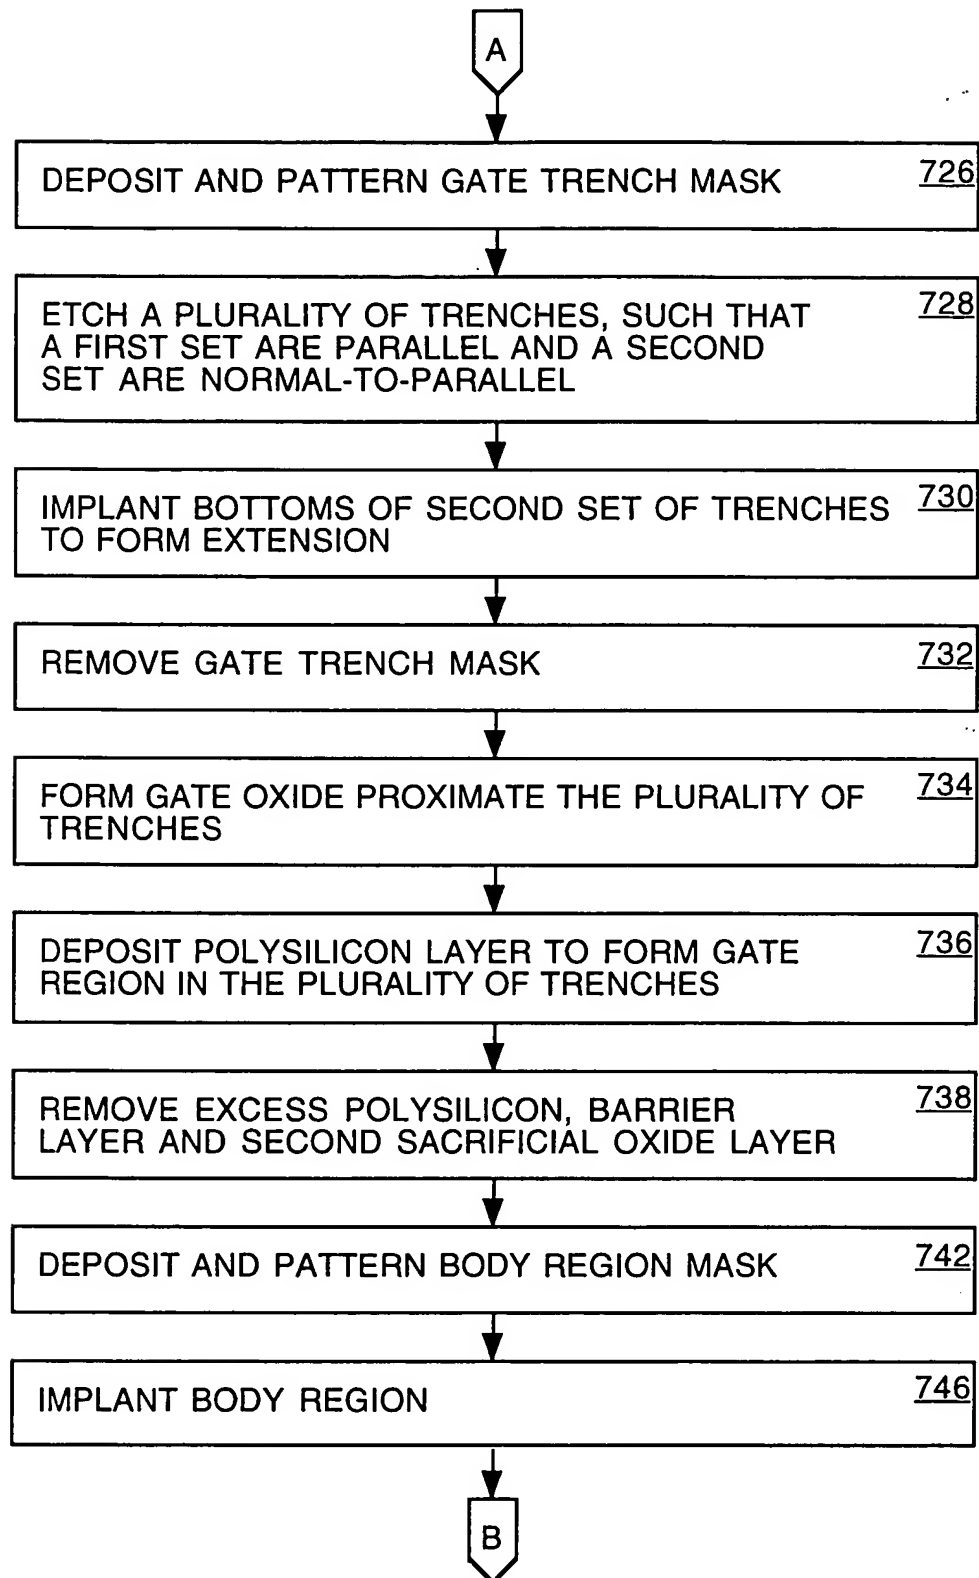 A
DEPOSIT AND PATTERN GATE TRENCH MASK 726
ETCH A PLURALITY OF TRENCHES, SUCH THAT 728
A FIRST SET ARE PARALLEL AND A SECOND
SET ARE NORMAL-TO-PARALLEL
IMPLANT BOTTOMS OF SECOND SET OF TRENCHES 730
TO FORM EXTENSION
REMOVE GATE TRENCH MASK 732
FORM GATE OXIDE PROXIMATE THE PLURALITY OF 734
TRENCHES
DEPOSIT POLYSILICON LAYER TO FORM GATE 736
REGION IN THE PLURALITY OF TRENCHES
REMOVE EXCESS POLYSILICON, BARRIER 738
LAYER AND SECOND SACRIFICIAL OXIDE LAYER
DEPOSIT AND PATTERN BODY REGION MASK 742
IMPLANT BODY REGION 746
B